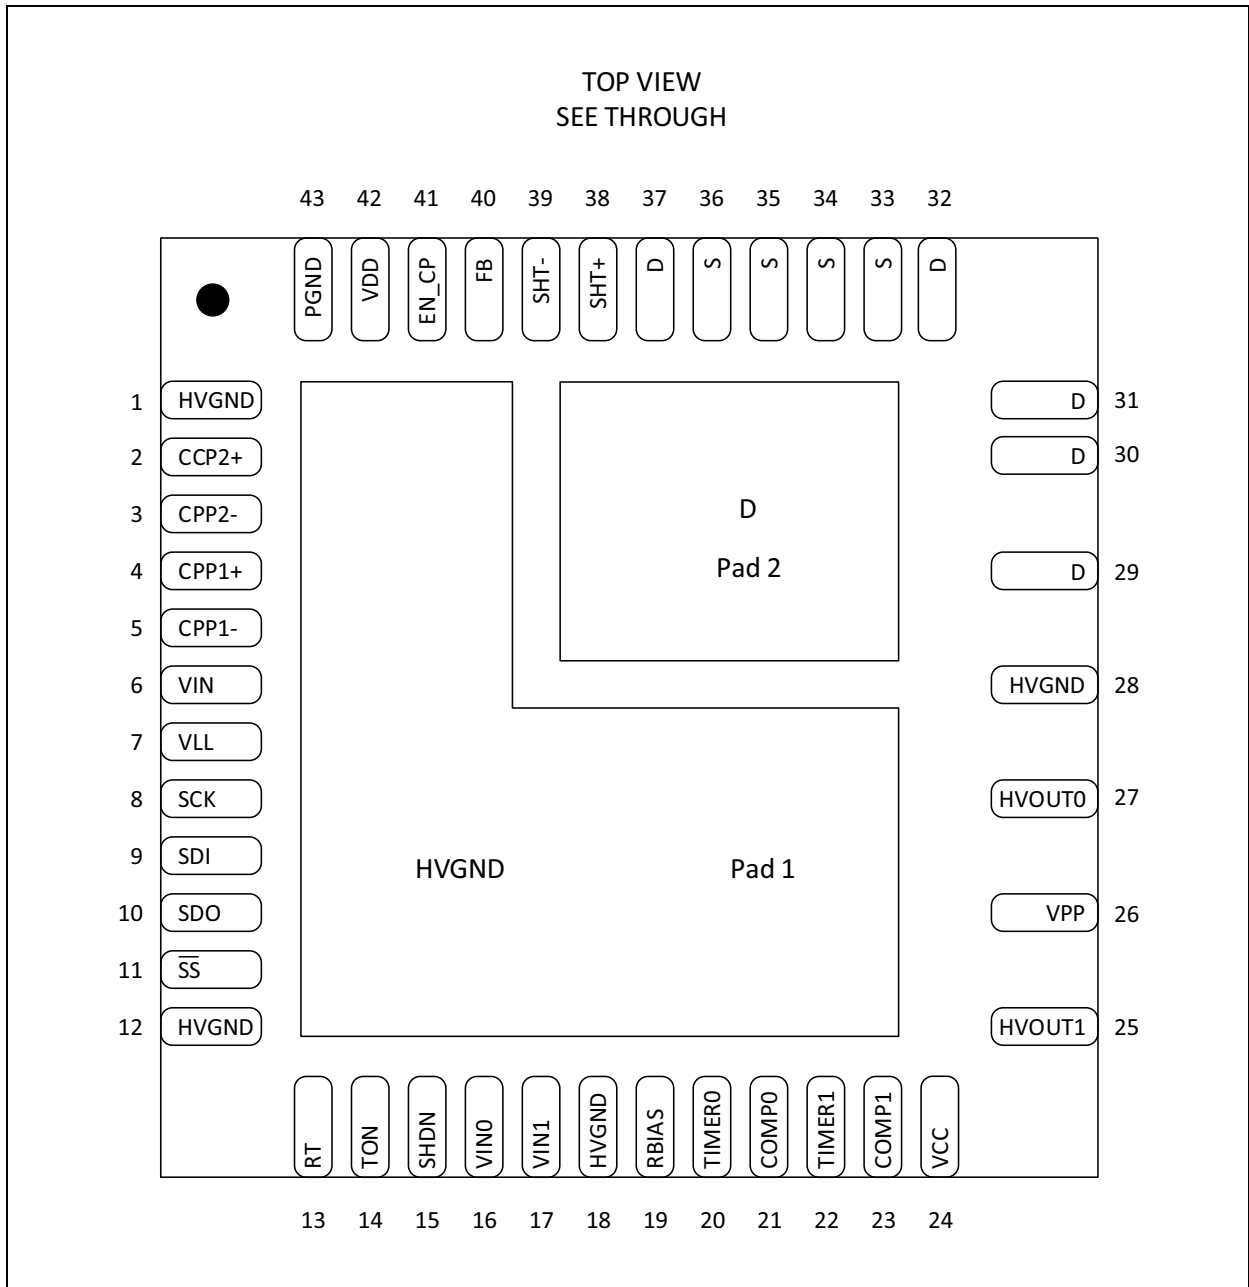 TOP VIEW
SEE THROUGH
43 42 41 40 39 38 37 36 35 34 33 32
PGND VDD EN_CP FB SHT- SHT+ D S S S S D
1 HVGND
2 CCP2+
3 CPP2-
4 CPP1+
5 CPP1-
6 VIN
7 VLL
8 SCK
9 SDI
10 SDO
11 S̅S̅
12 HVGND
D
Pad 2
HVGND Pad 1
D 31
D 30
D 29
HVGND 28
HVOUT0 27
VPP 26
HVOUT1 25
RT TON SHDN VIN0 VIN1 HVGND RBIAS TIMER0 COMP0 TIMER1 COMP1 VCC
13 14 15 16 17 18 19 20 21 22 23 24